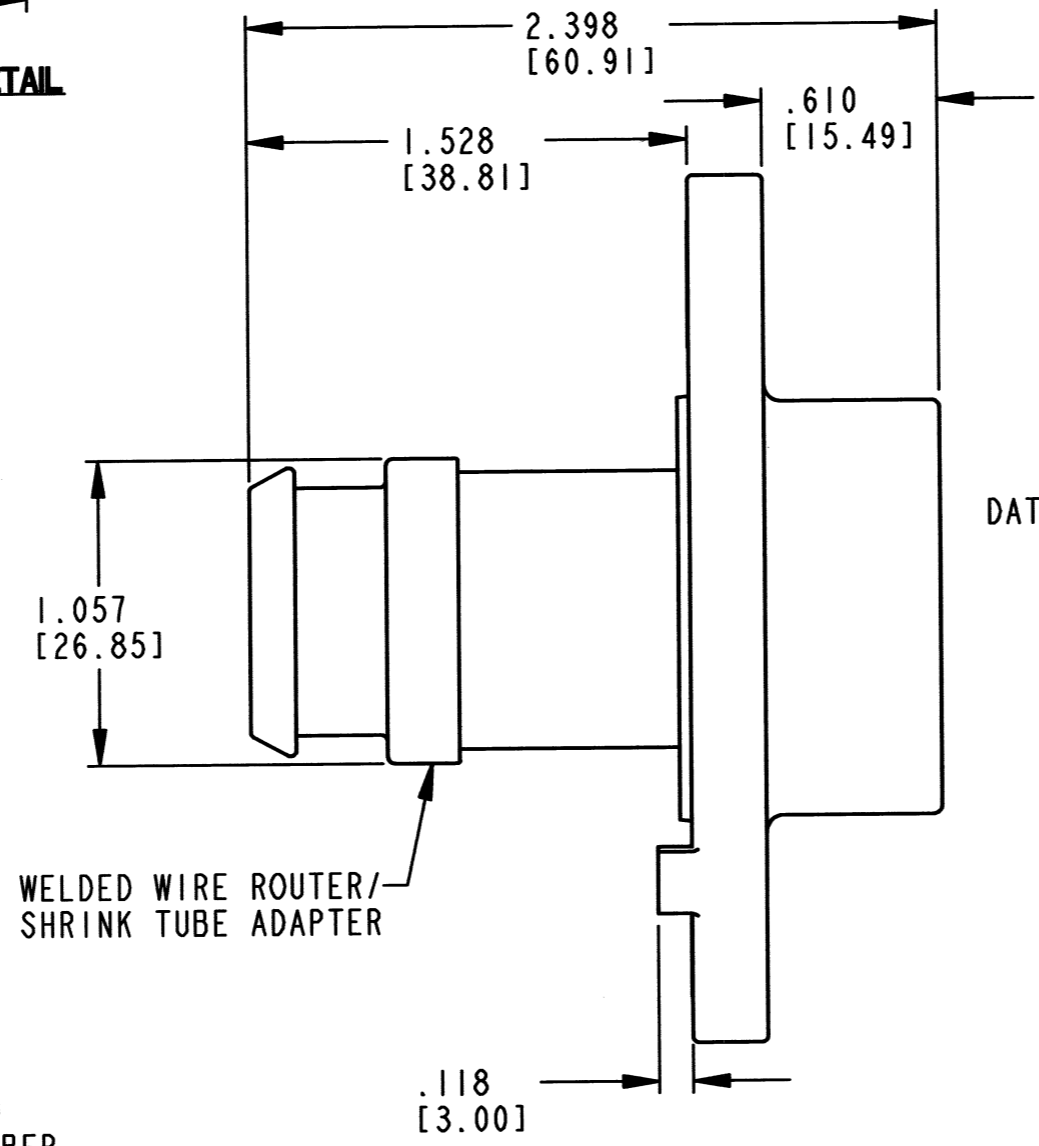 2.398
[60.91]
TAIL
.610
[15.49]
1.528
[38.81]
DAT
1.057
[26.85]
WELDED WIRE ROUTER/
SHRINK TUBE ADAPTER
.118
[3.00]
BER